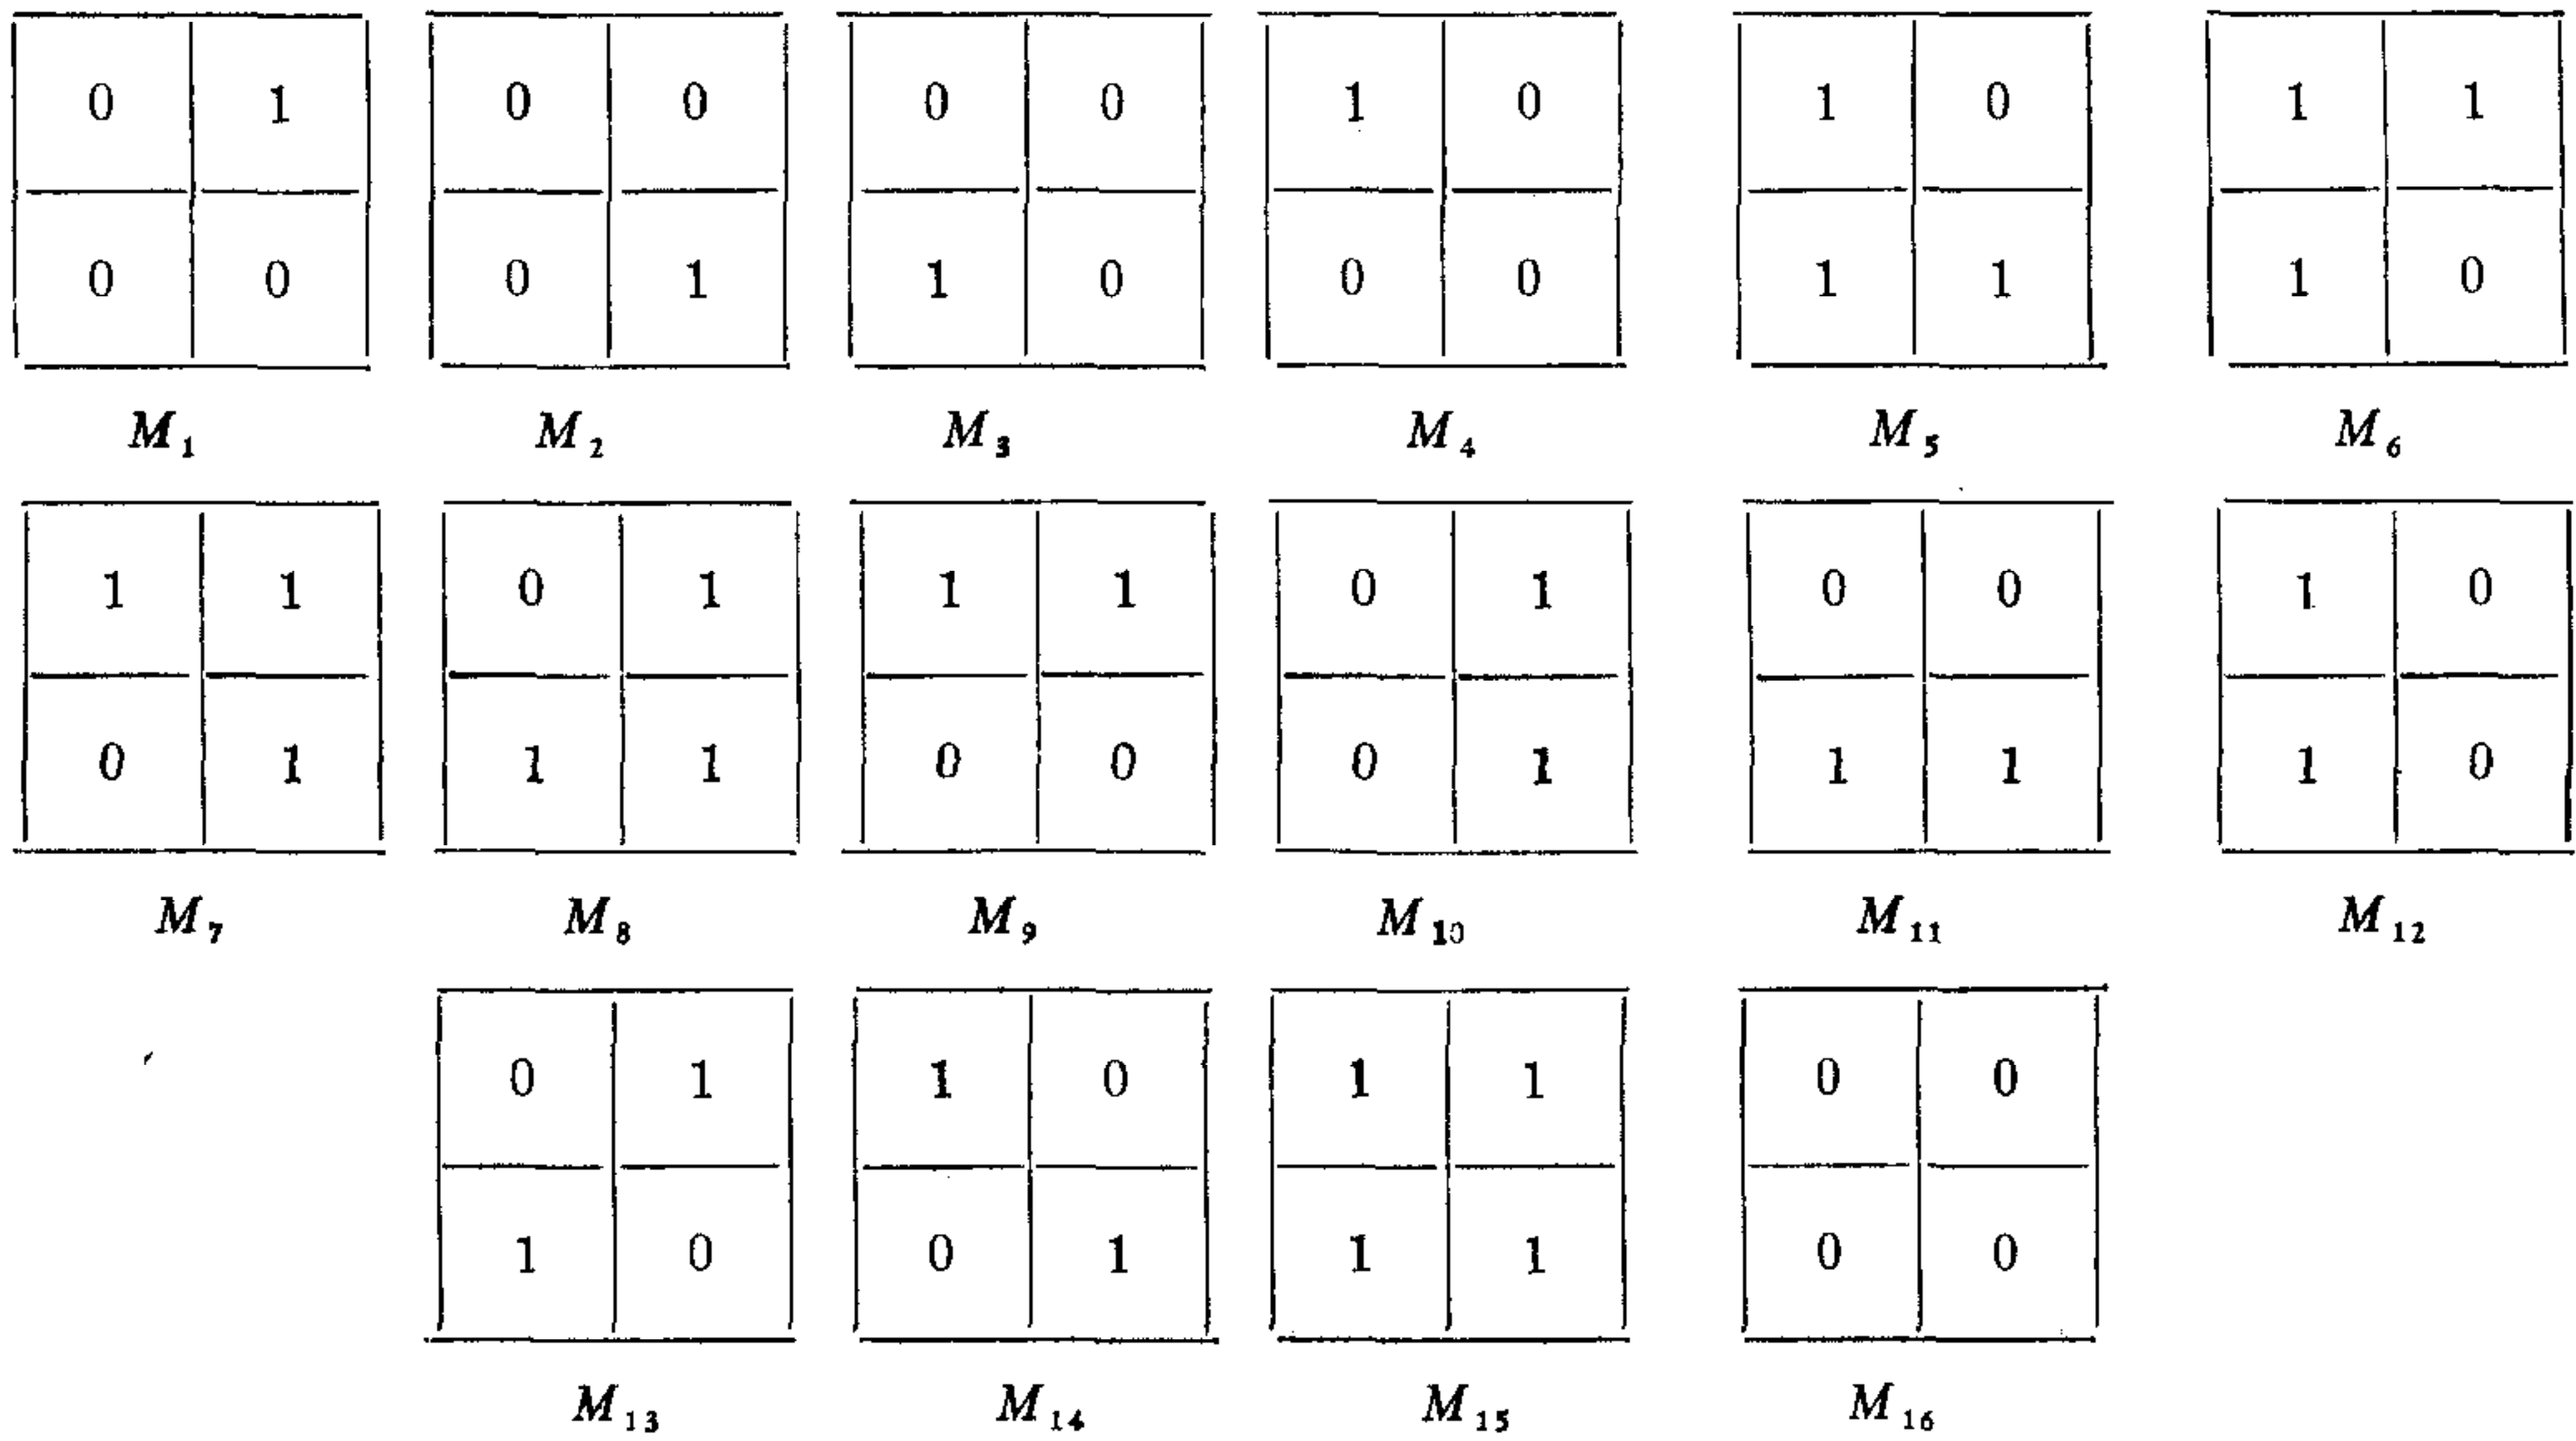 0 1 0 0 0 0 1 0 1 0 1 1
0 0 0 1 1 0 0 0 1 1 1 0
M1 M2 M3 M4 M5 M6
1 1 0 1 1 1 0 1 0 0 1 0
0 1 1 1 0 0 0 1 1 1 1 0
M7 M8 M9 M10 M11 M12
0 1 1 0 1 1 0 0
1 0 0 1 1 1 0 0
M13 M14 M15 M16